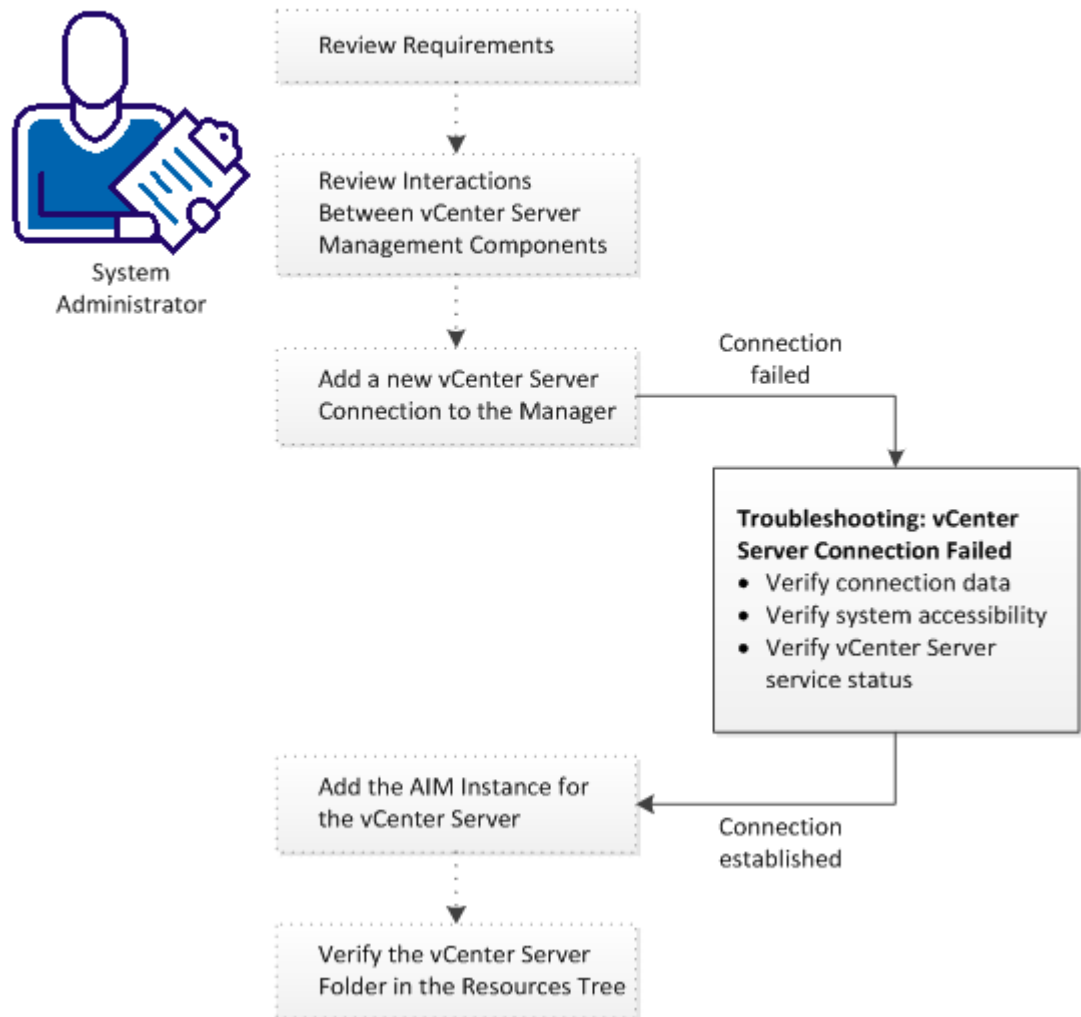 Review Requirements
System
Administrator
Review Interactions
Between vCenter Server
Management Components
Add a new vCenter Server
Connection to the Manager
Connection
failed
Troubleshooting: vCenter
Server Connection Failed
• Verify connection data
• Verify system accessibility
• Verify vCenter Server
service status
Connection
established
Add the AIM Instance for
the vCenter Server
Verify the vCenter Server
Folder in the Resources Tree